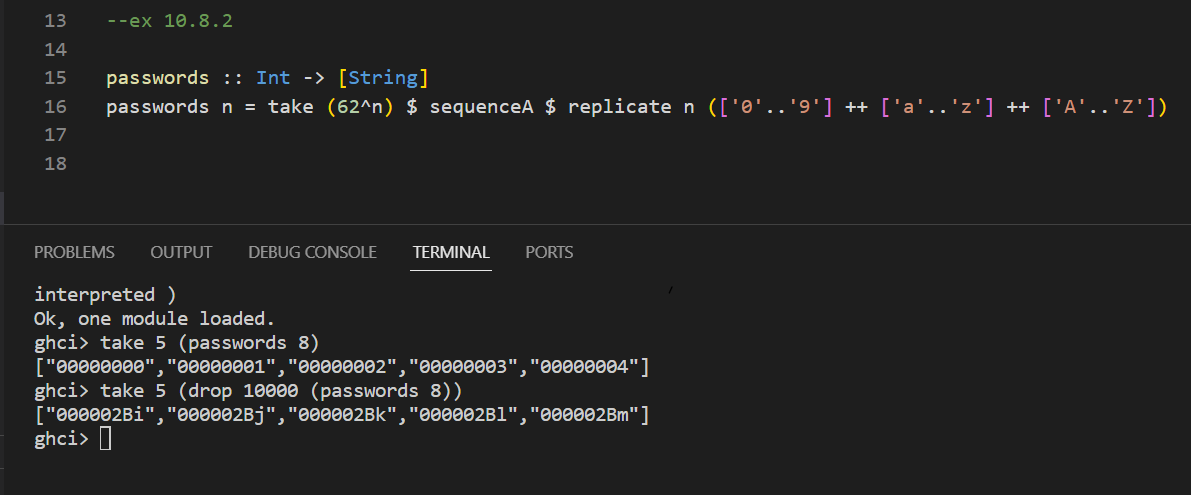 13 --ex 10.8.2
14
15 passwords :: Int -> [String]
16 passwords n = take (62^n) $ sequenceA $ replicate n (['0'..'9'] ++ ['a'..'z'] ++ ['A'..'Z'])
17
18
PROBLEMS OUTPUT DEBUG CONSOLE TERMINAL PORTS
interpreted )
Ok, one module loaded.
ghci> take 5 (passwords 8)
["00000000","00000001","00000002","00000003","00000004"]
ghci> take 5 (drop 10000 (passwords 8))
["000002Bi","000002Bj","000002Bk","000002Bl","000002Bm"]
ghci>